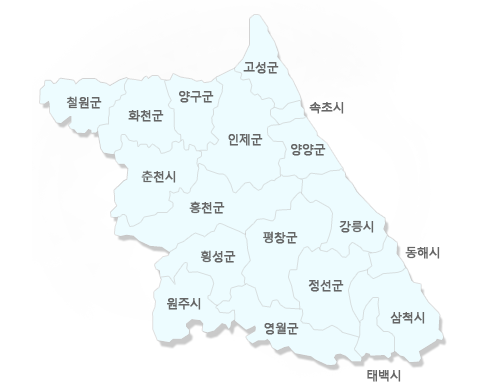 고성군
철원군
양구군
화천군
속초시
인제군
양양군
춘천시
홍천군
강릉시
평창군
동해시
횡성군
정선군
원주시
삼척시
영월군
태백시